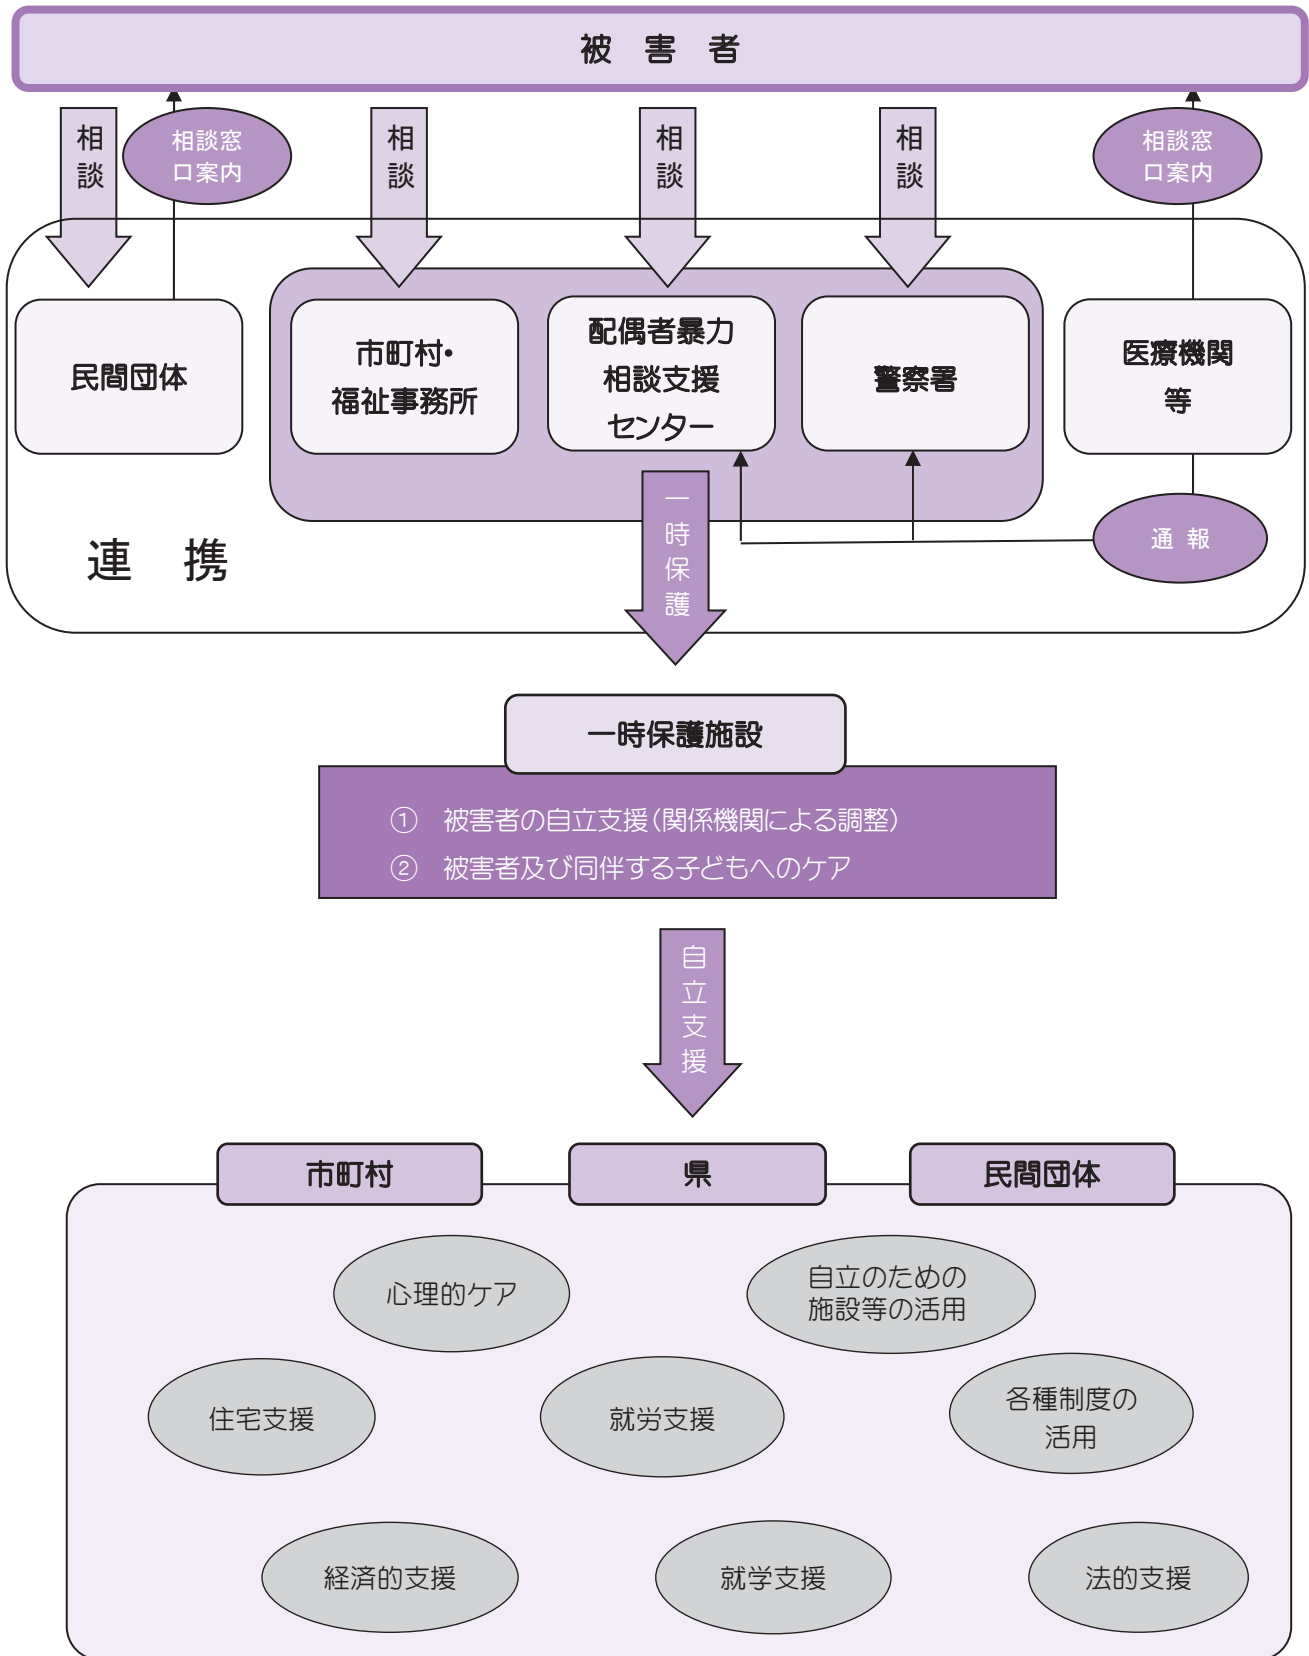 被　害　者
相談
相談窓
口案内
相談
相談
相談
相談窓
口案内
民間団体
市町村・
福祉事務所
配偶者暴力
相談支援
センター
警察署
医療機関
等
連　携
一時保護
通 報
一時保護施設
①　被害者の自立支援（関係機関による調整）
②　被害者及び同伴する子どもへのケア
自立支援
市町村
県
民間団体
心理的ケア
自立のための
施設等の活用
住宅支援
就労支援
各種制度の
活用
経済的支援
就学支援
法的支援